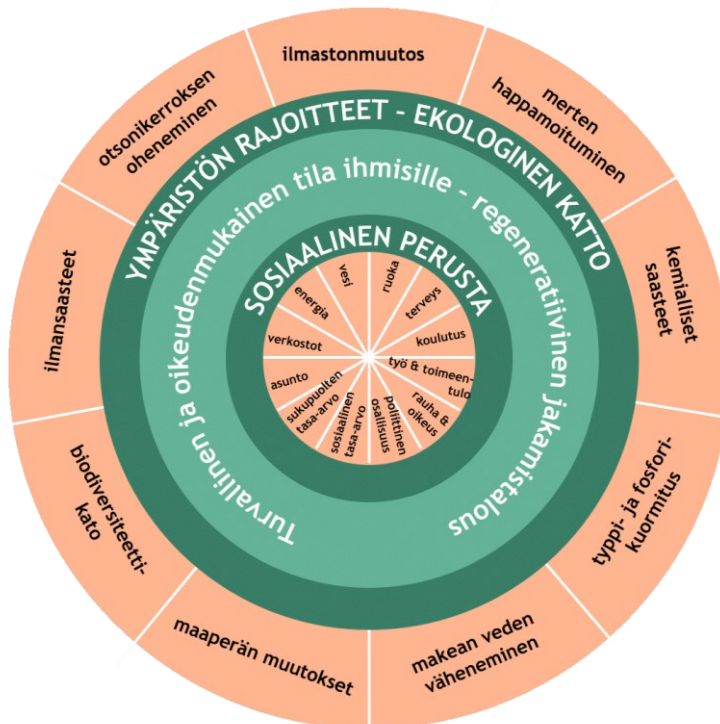 ilmastonmuutos
merten
happamoituminen
kemialliset
saasteet
typpi- ja fosfori-
kuormitus
makean veden
väheneminen
maaperän muutokset
biodiversiteetti-
kato
ilmansaasteet
otsonikerroksen
oheneminen
YMPÄRISTÖN RAJOITTEET - EKOLOGINEN KATTO
Turvallinen ja oikeudenmukainen tila ihmisille - regeneratiivinen jakamistalous
SOSIAALINEN PERUSTA
ruoka
terveys
koulutus
työ & toimeen-
tulo
rauha &
oikeus
poliittinen
osallisuus
sosiaalinen
tasa-arvo
sukupuolten
tasa-arvo
asunto
verkostot
energia
vesi